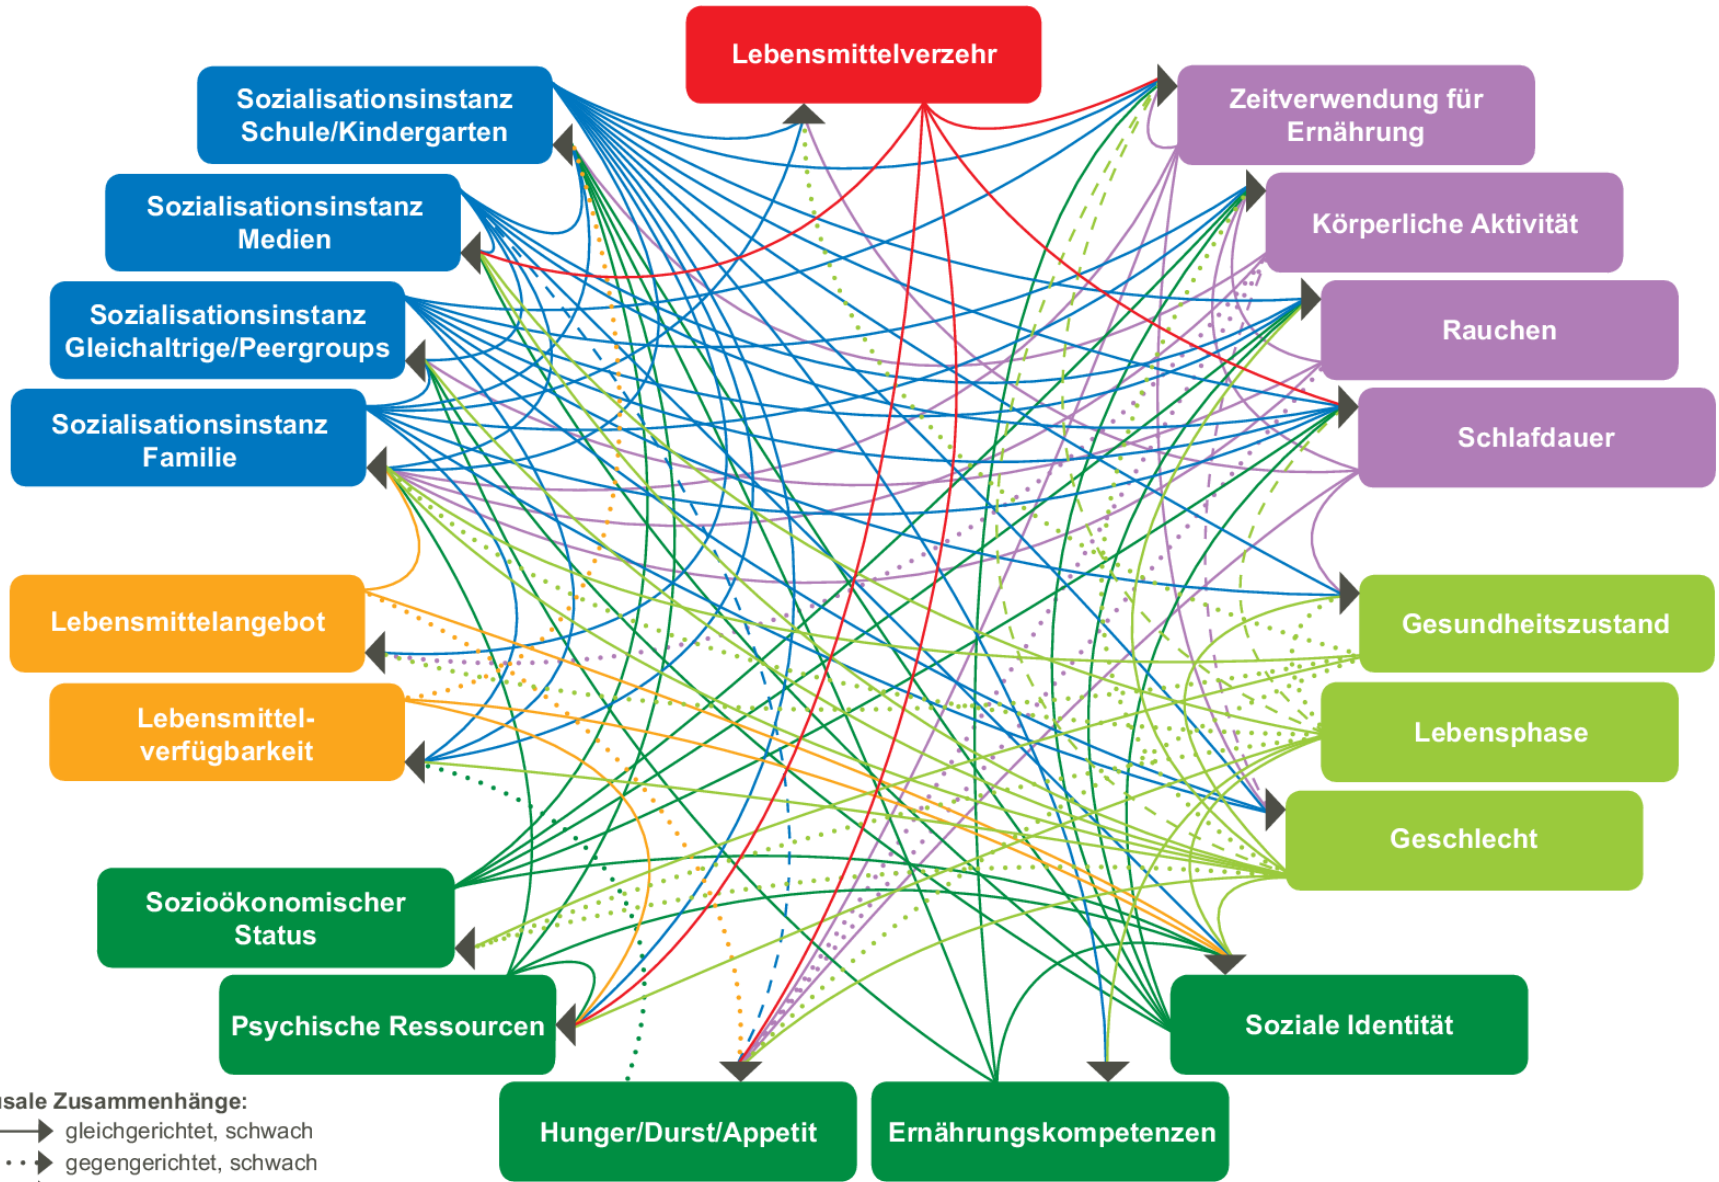 Lebensmittelverzehr
Sozialisationsinstanz
Schule/Kindergarten
Zeitverwendung für
Ernährung
Sozialisationsinstanz
Medien
Körperliche Aktivität
Sozialisationsinstanz
Gleichaltrige/Peergroups
Rauchen
Sozialisationsinstanz
Familie
Schlafdauer
Lebensmittelangebot
Gesundheitszustand
Lebensmittel-
verfügbarkeit
Lebensphase
Geschlecht
Sozioökonomischer
Status
Psychische Ressourcen
Soziale Identität
Hunger/Durst/Appetit
Ernährungskompetenzen
Zusammenhänge:
gleichgerichtet, schwach
gegengerichtet, schwach